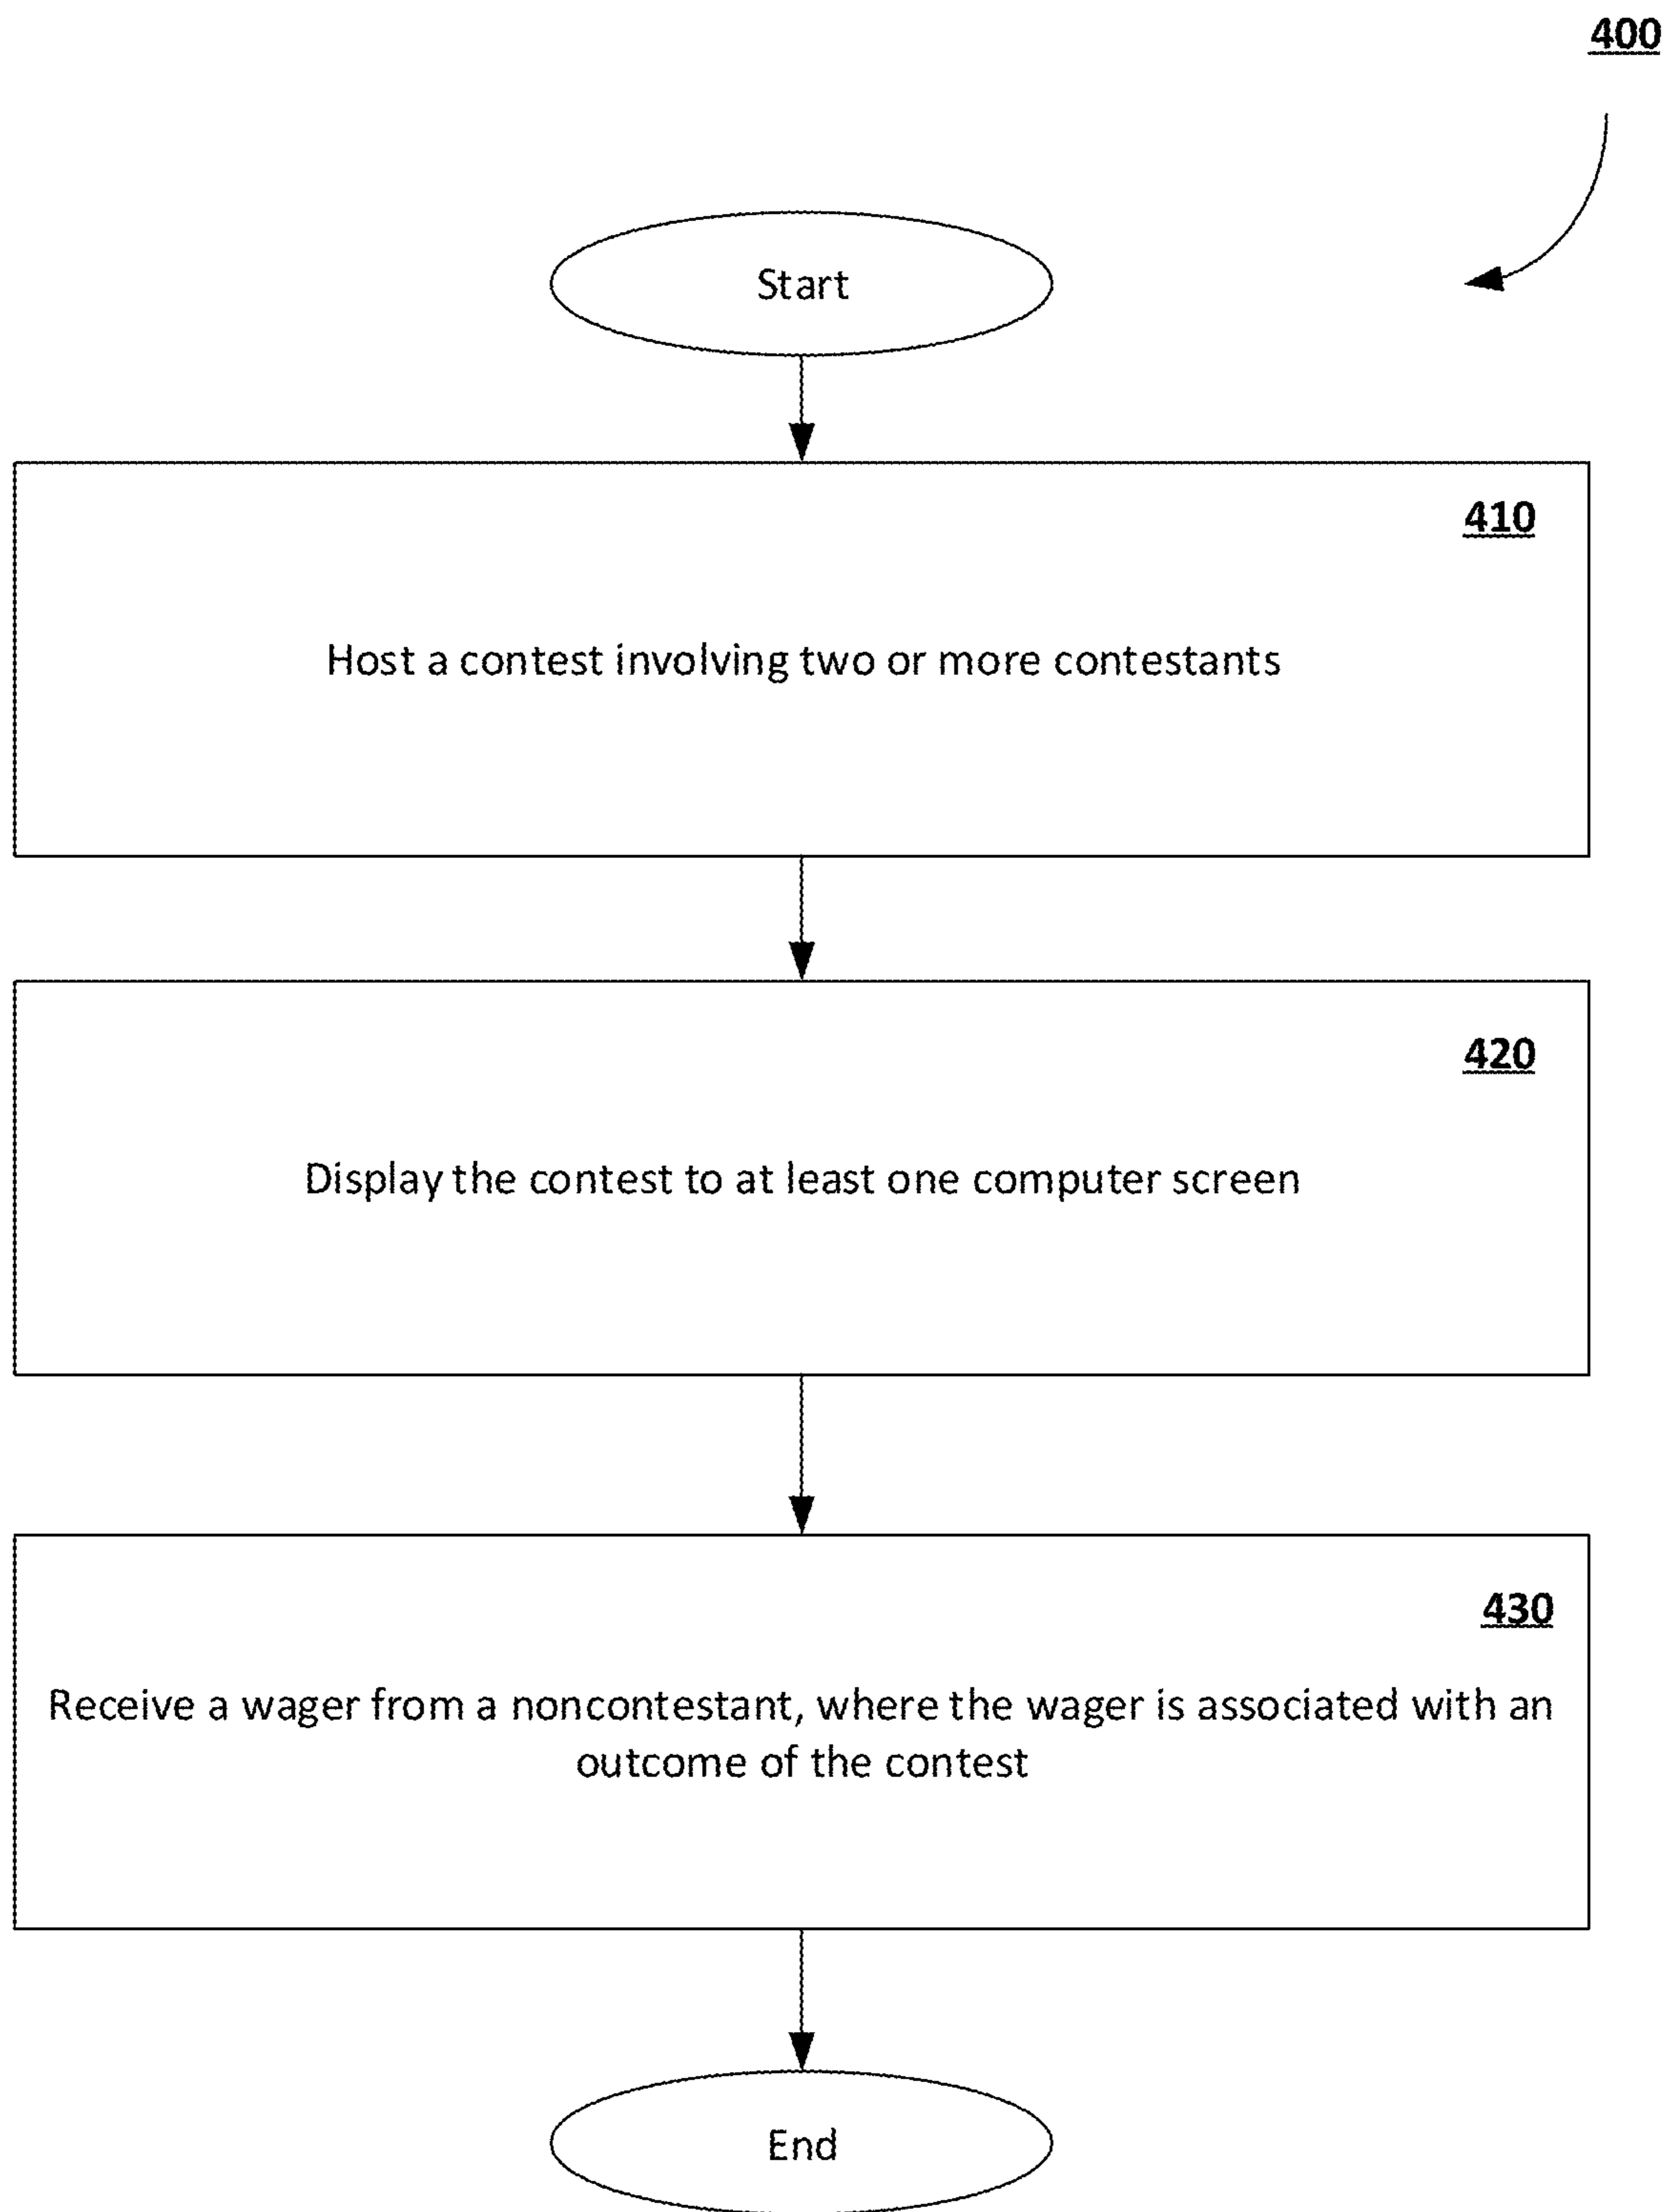 400
Start
410
Host a contest involving two or more contestants
420
Display the contest to at least one computer screen
430
Receive a wager from a noncontestant, where the wager is associated with an
outcome of the contest
End